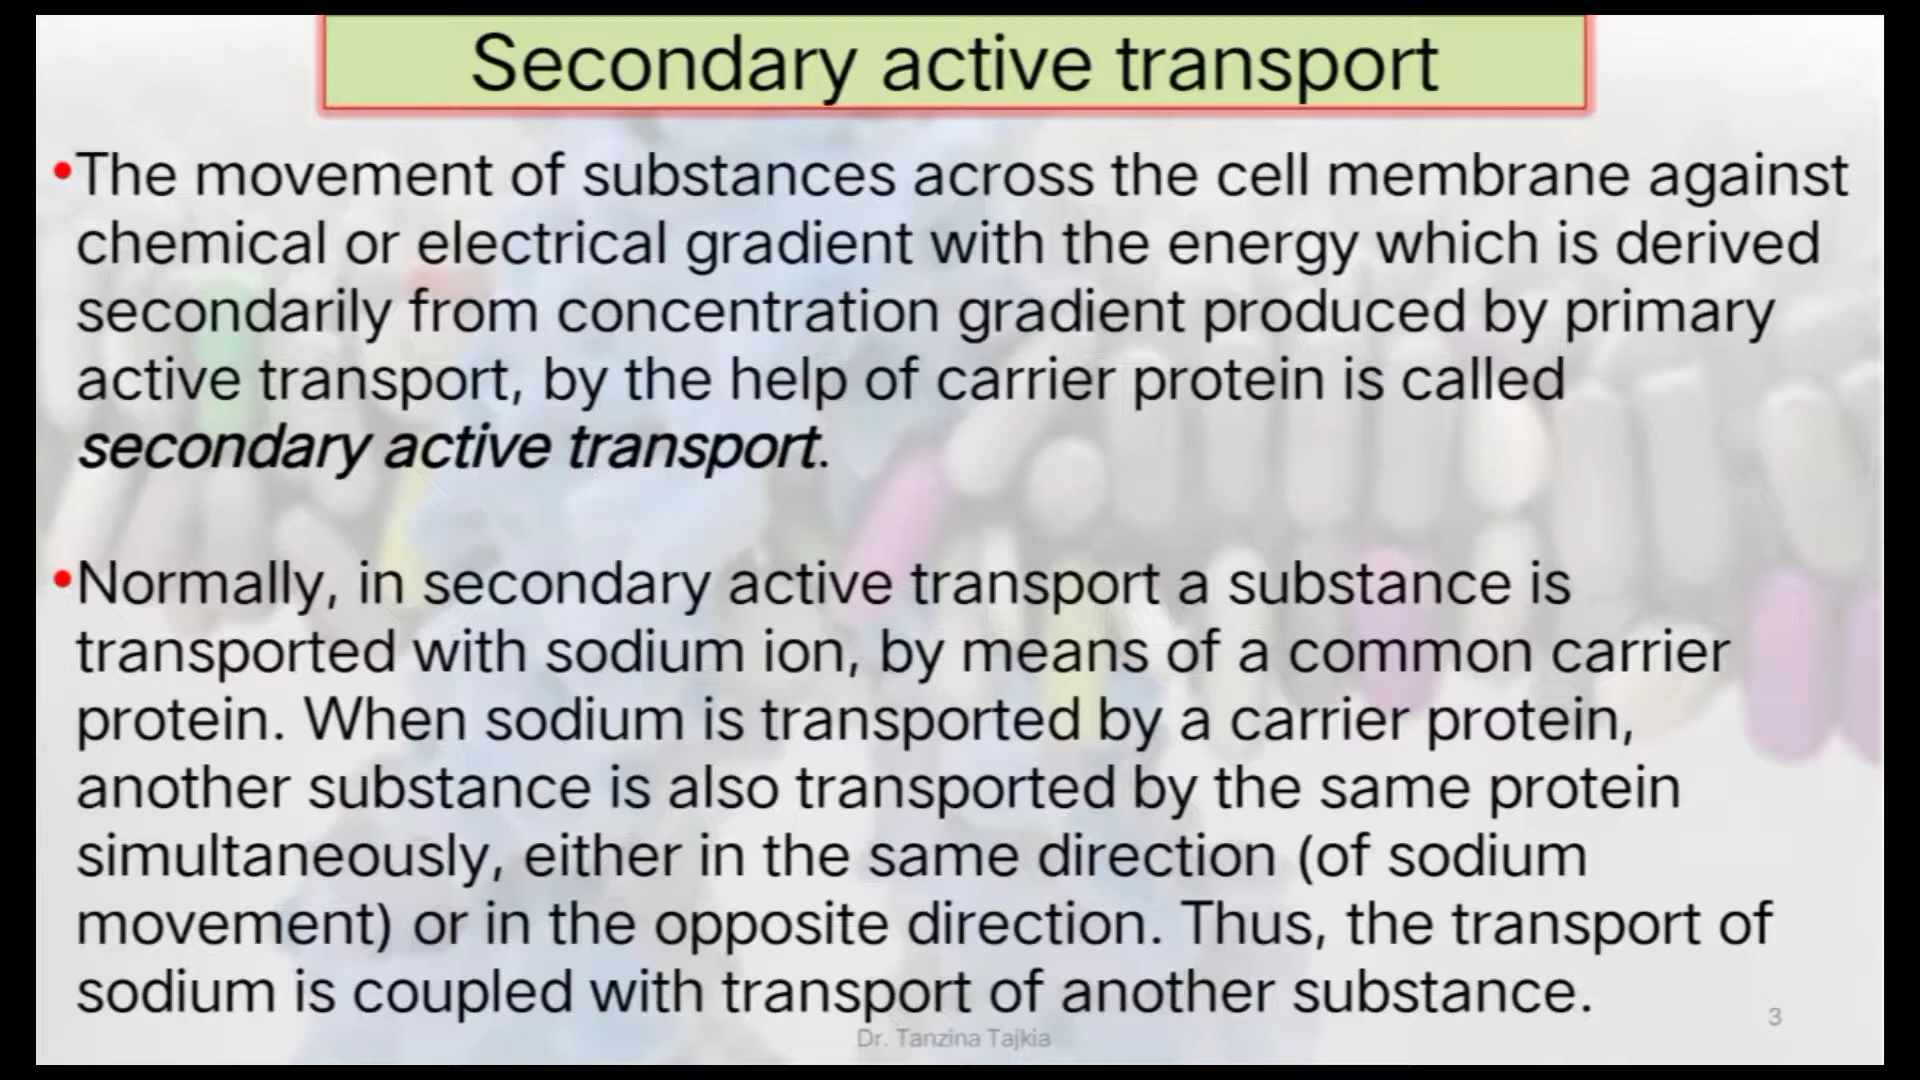 Secondary active transport
•The movement of substances across the cell membrane against
chemical or electrical gradient with the energy which is derived
secondarily from concentration gradient produced by primary
active transport, by the help of carrier protein is called
secondary active transport.
•Normally, in secondary active transport a substance is
transported with sodium ion, by means of a common carrier
protein. When sodium is transported by a carrier protein,
another substance is also transported by the same protein
simultaneously, either in the same direction (of sodium
movement) or in the opposite direction. Thus, the transport of
sodium is coupled with transport of another substance.
3
Dr. Tanzina Tajkia